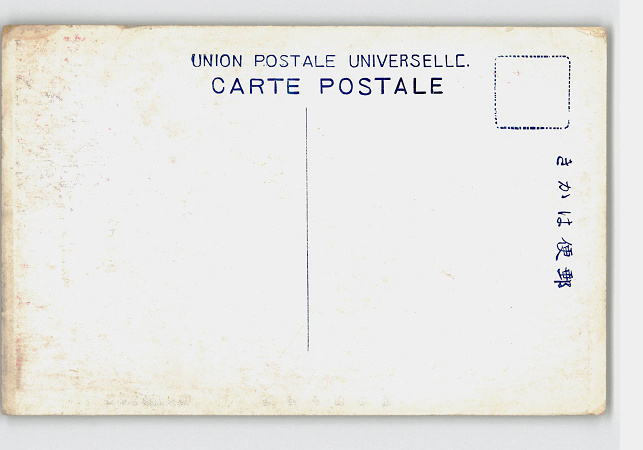 UNION POSTALE UNIVERSELLE.
CARTE POSTALE
きかは便郵